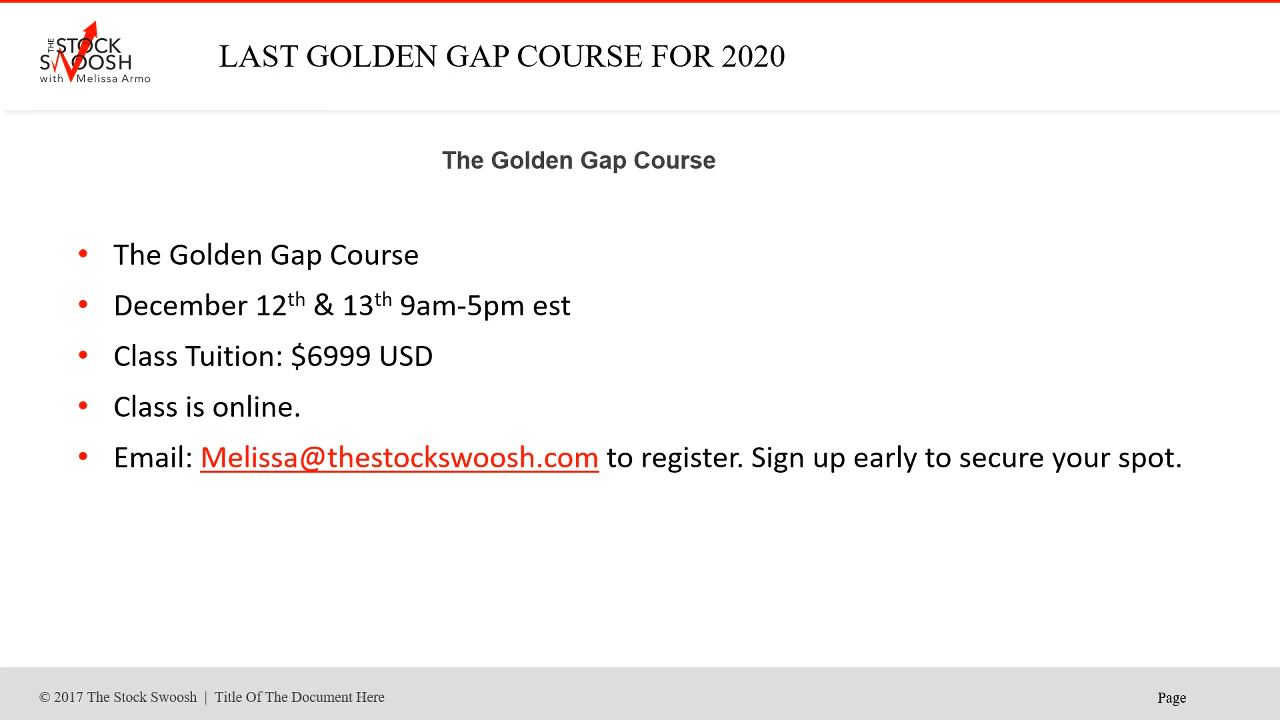 THE STOCK
SWOOSH
with Melissa Armo
LAST GOLDEN GAP COURSE FOR 2020
The Golden Gap Course
• The Golden Gap Course
• December 12th & 13th 9am-5pm est
• Class Tuition: $6999 USD
• Class is online.
• Email: Melissa@thestockswoosh.com to register. Sign up early to secure your spot.
© 2017 The Stock Swoosh | Title Of The Document Here
Page